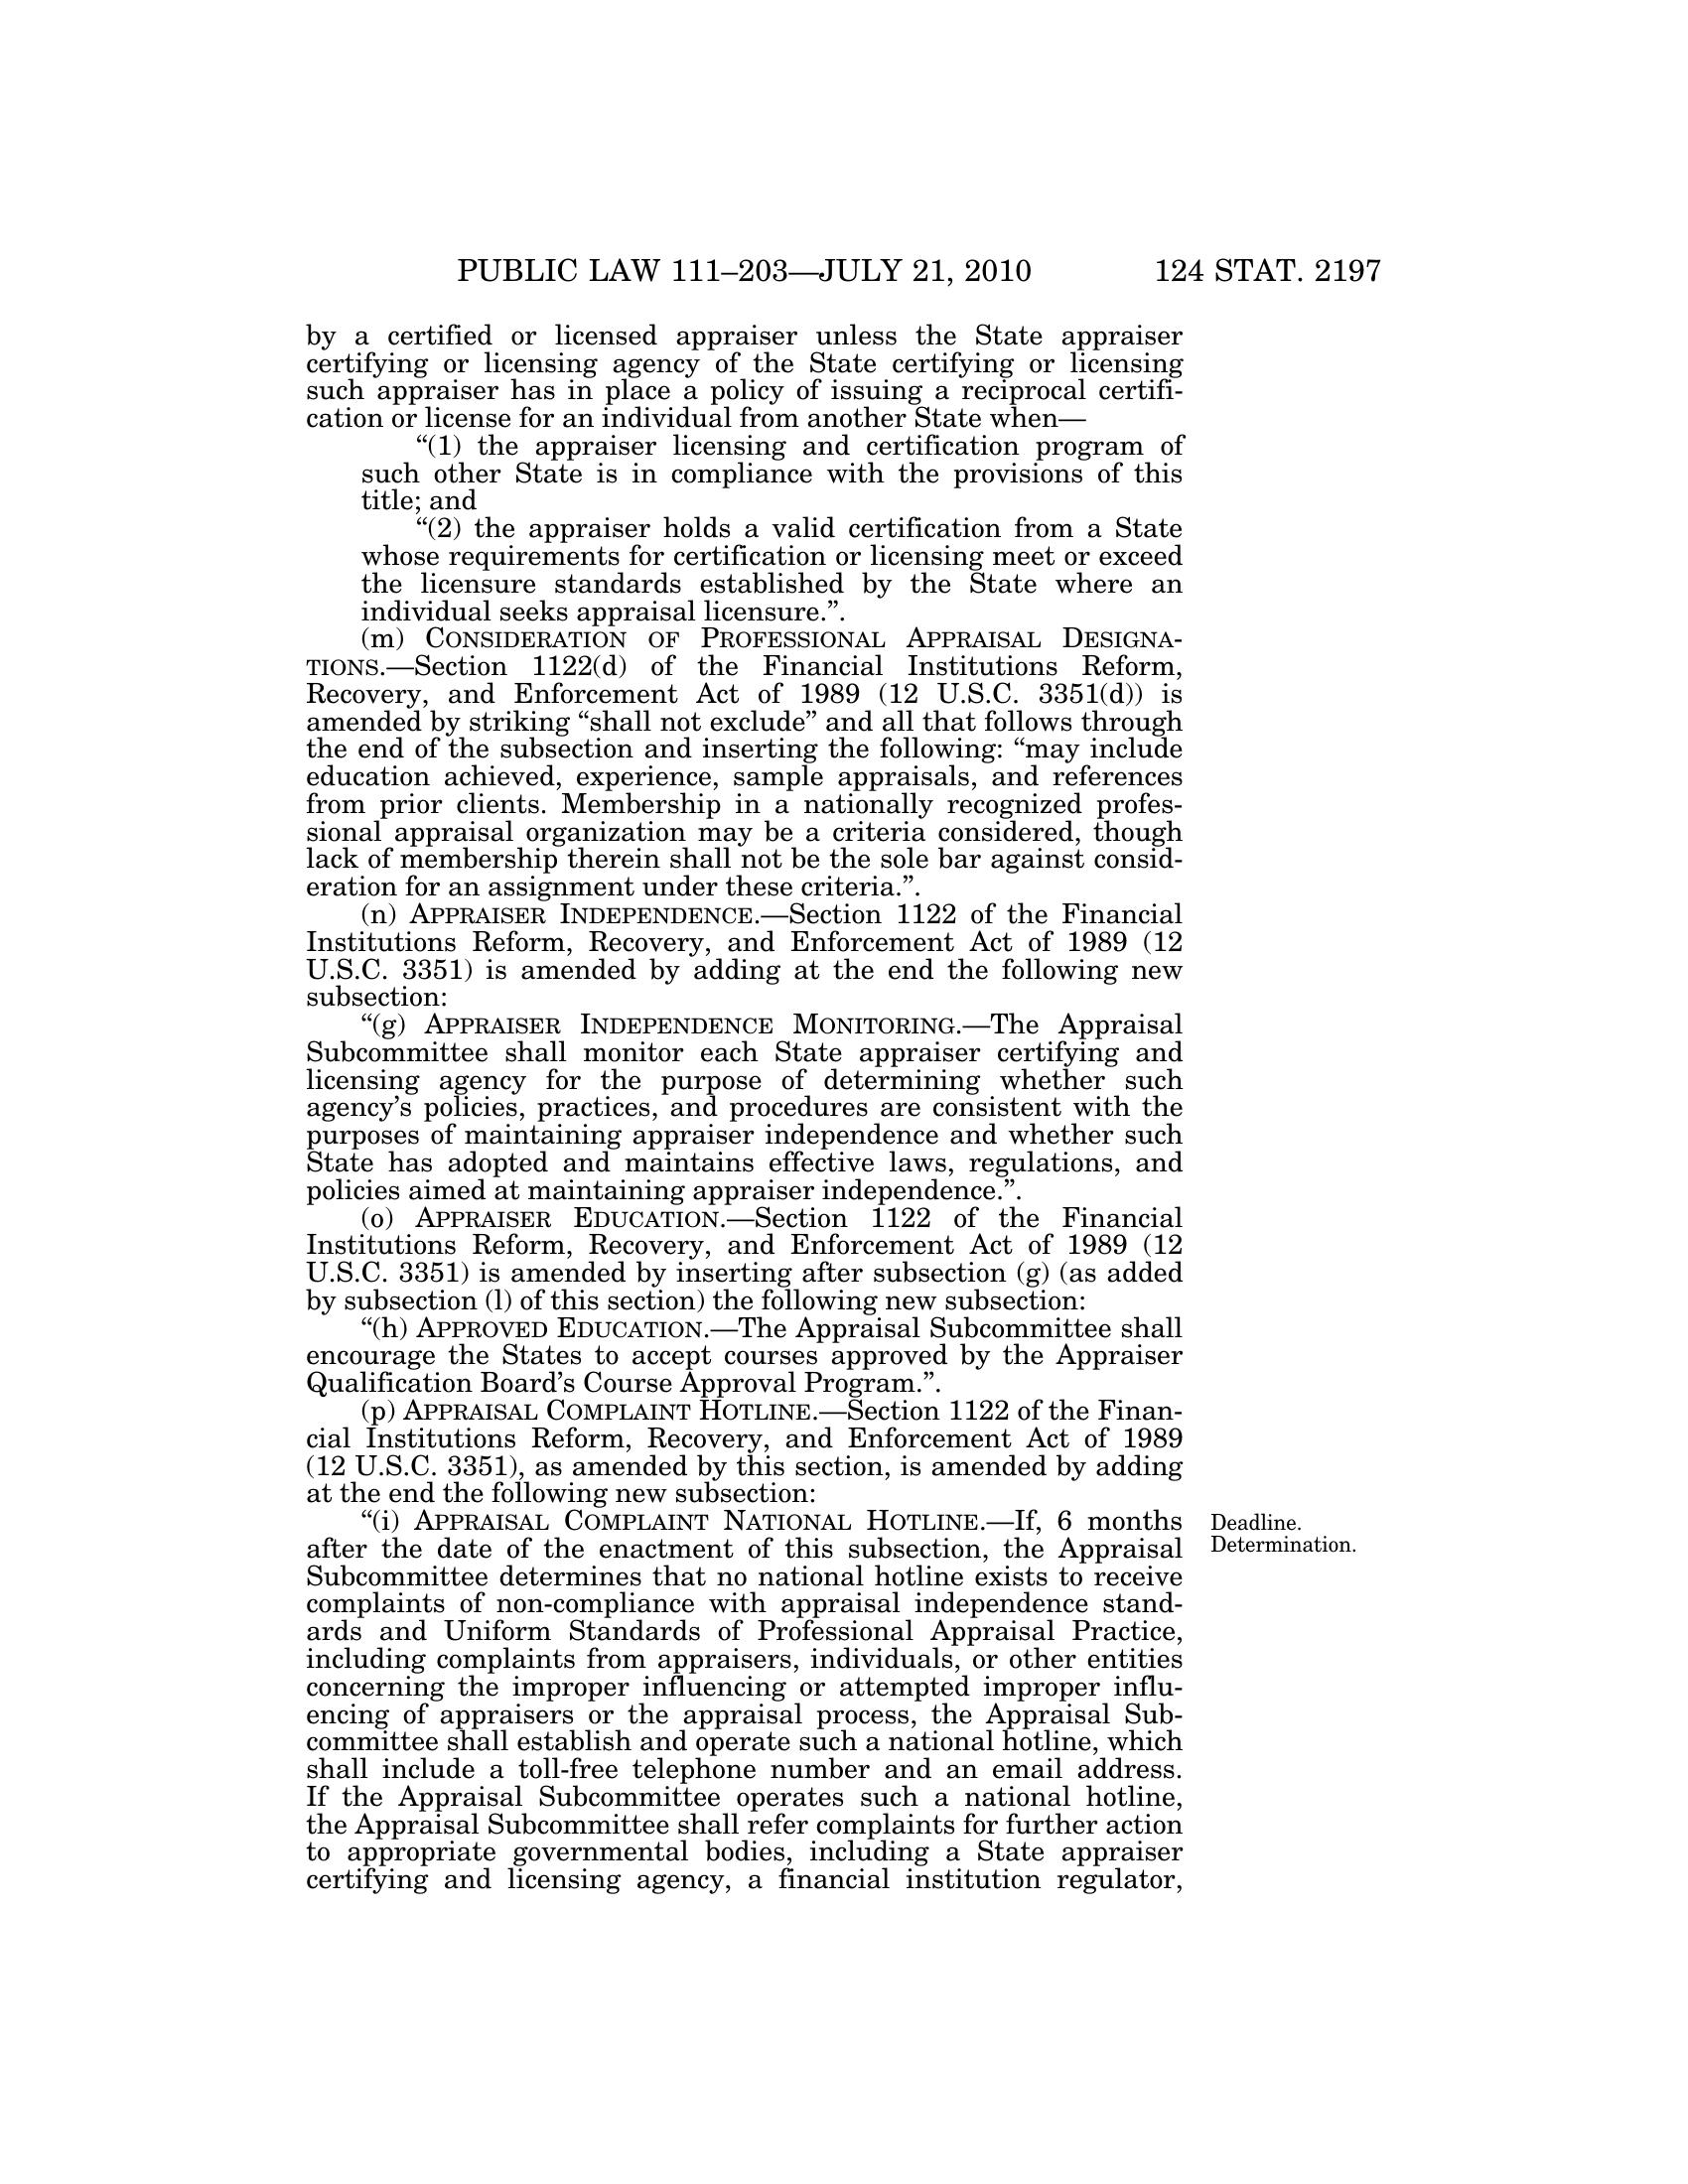 PUBLIC LAW 111–203—JULY 21, 2010 124 STAT. 2197
by a certified or licensed appraiser unless the State appraiser
certifying or licensing agency of the State certifying or licensing
such appraiser has in place a policy of issuing a reciprocal certifi-
cation or license for an individual from another State when—
“(1) the appraiser licensing and certification program of
such other State is in compliance with the provisions of this
title; and
“(2) the appraiser holds a valid certification from a State
whose requirements for certification or licensing meet or exceed
the licensure standards established by the State where an
individual seeks appraisal licensure.”.
(m) CONSIDERATION OF PROFESSIONAL APPRAISAL DESIGNA-
TIONS.—Section 1122(d) of the Financial Institutions Reform,
Recovery, and Enforcement Act of 1989 (12 U.S.C. 3351(d)) is
amended by striking “shall not exclude” and all that follows through
the end of the subsection and inserting the following: “may include
education achieved, experience, sample appraisals, and references
from prior clients. Membership in a nationally recognized profes-
sional appraisal organization may be a criteria considered, though
lack of membership therein shall not be the sole bar against consid-
eration for an assignment under these criteria.”.
(n) APPRAISER INDEPENDENCE.—Section 1122 of the Financial
Institutions Reform, Recovery, and Enforcement Act of 1989 (12
U.S.C. 3351) is amended by adding at the end the following new
subsection:
“(g) APPRAISER INDEPENDENCE MONITORING.—The Appraisal
Subcommittee shall monitor each State appraiser certifying and
licensing agency for the purpose of determining whether such
agency’s policies, practices, and procedures are consistent with the
purposes of maintaining appraiser independence and whether such
State has adopted and maintains effective laws, regulations, and
policies aimed at maintaining appraiser independence.”.
(o) APPRAISER EDUCATION.—Section 1122 of the Financial
Institutions Reform, Recovery, and Enforcement Act of 1989 (12
U.S.C. 3351) is amended by inserting after subsection (g) (as added
by subsection (l) of this section) the following new subsection:
“(h) APPROVED EDUCATION.—The Appraisal Subcommittee shall
encourage the States to accept courses approved by the Appraiser
Qualification Board’s Course Approval Program.”.
(p) APPRAISAL COMPLAINT HOTLINE.—Section 1122 of the Finan-
cial Institutions Reform, Recovery, and Enforcement Act of 1989
(12 U.S.C. 3351), as amended by this section, is amended by adding
at the end the following new subsection:
“(i) APPRAISAL COMPLAINT NATIONAL HOTLINE.—If, 6 months
after the date of the enactment of this subsection, the Appraisal
Subcommittee determines that no national hotline exists to receive
complaints of non-compliance with appraisal independence stand-
ards and Uniform Standards of Professional Appraisal Practice,
including complaints from appraisers, individuals, or other entities
concerning the improper influencing or attempted improper influ-
encing of appraisers or the appraisal process, the Appraisal Sub-
committee shall establish and operate such a national hotline, which
shall include a toll-free telephone number and an email address.
If the Appraisal Subcommittee operates such a national hotline,
the Appraisal Subcommittee shall refer complaints for further action
to appropriate governmental bodies, including a State appraiser
certifying and licensing agency, a financial institution regulator,
Deadline.
Determination.